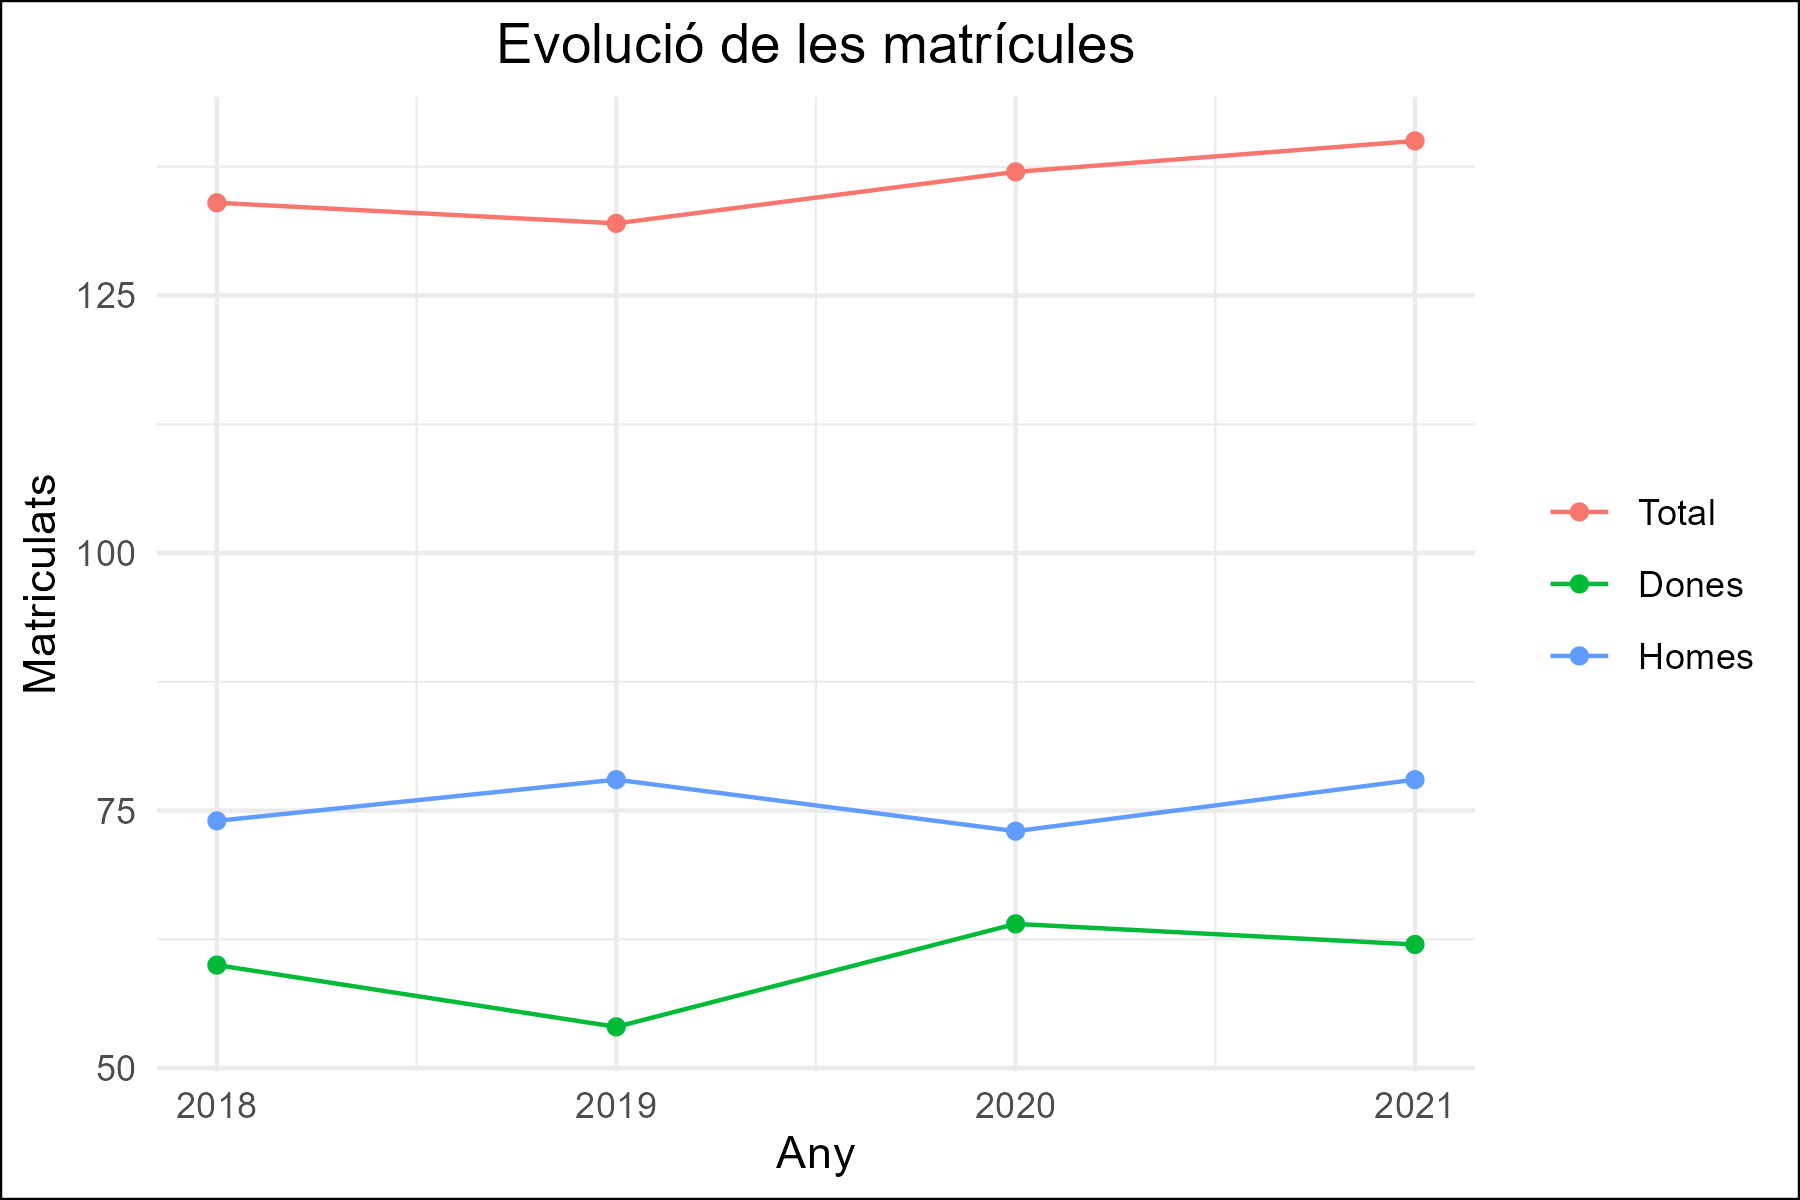 Evolució de les matrícules
Matriculats
125
100
75
50
2018 2019 2020 2021
Any
Total
Dones
Homes